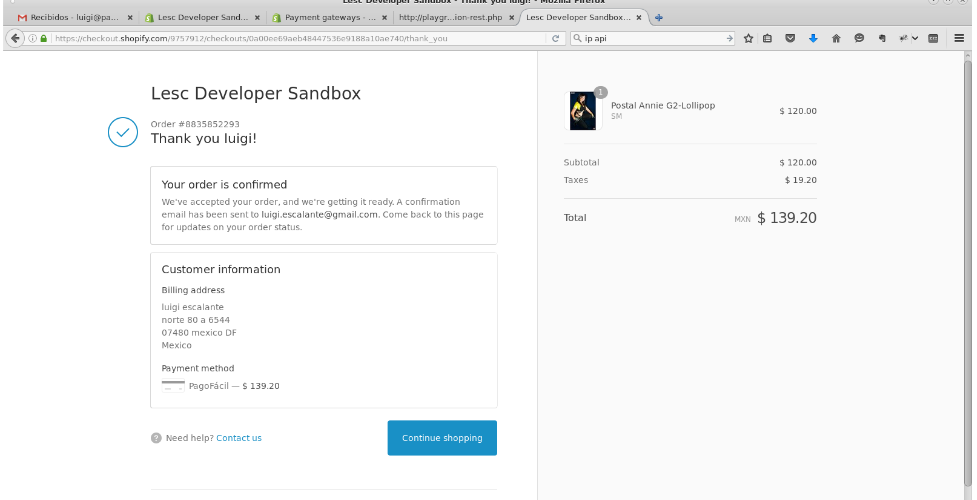 Lesc Developer Sandbox - Thank you luigi! - Mozilla Firefox
Recibidos - luigi@pa... ×
Lesc Developer Sand... ×
Payment gateways - ... ×
http://playgr...ion-rest.php ×
Lesc Developer Sandbox... ×
https://checkout.shopify.com/9757912/checkouts/0a00ee69aeb48447536e9188a10ae740/thank_you
ip api
Lesc Developer Sandbox
Order #8835852293
Thank you luigi!
Your order is confirmed
We've accepted your order, and we're getting it ready. A confirmation
email has been sent to luigi.escalante@gmail.com. Come back to this page
for updates on your order status.
Customer information
Billing address
luigi escalante
norte 80 a 6544
07480 mexico DF
Mexico
Payment method
PagoFácil — $ 139.20
? Need help? Contact us
Continue shopping
1
Postal Annie G2-Lollipop
SM
$ 120.00
Subtotal $ 120.00
Taxes $ 19.20
Total MXN $ 139.20